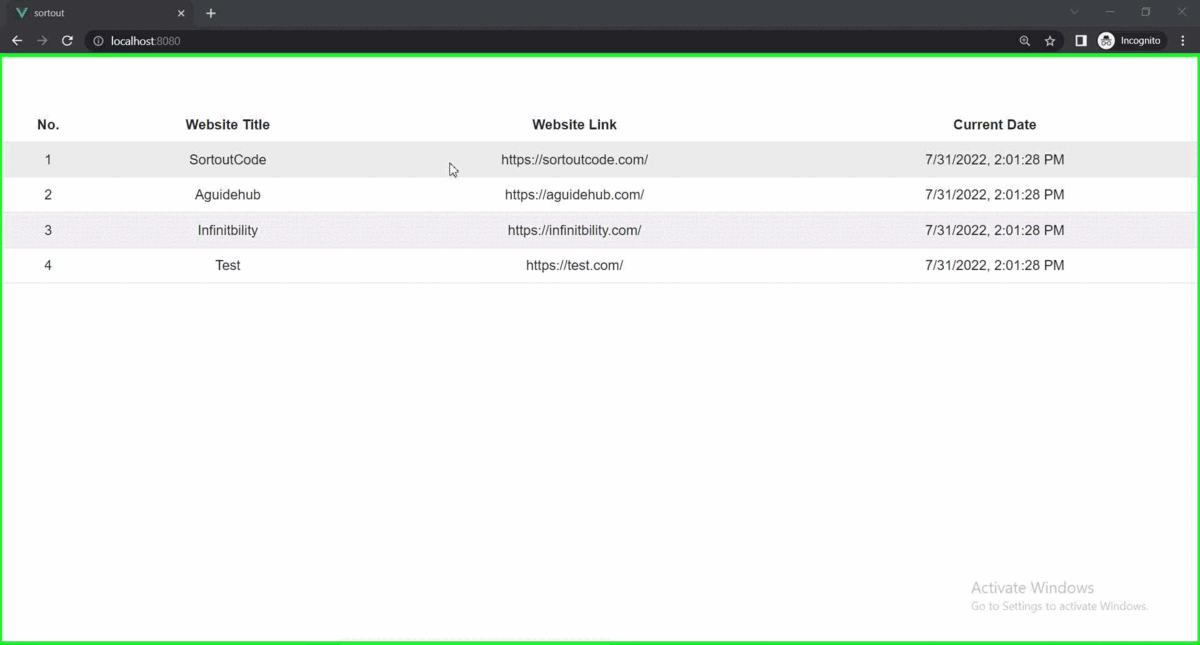 sortout
localhost:8080
Incognito
No. Website Title Website Link Current Date
1 SortoutCode https://sortoutcode.com/ 7/31/2022, 2:01:28 PM
2 Aguidehub https://aguidehub.com/ 7/31/2022, 2:01:28 PM
3 Infinitbility https://infinitbility.com/ 7/31/2022, 2:01:28 PM
4 Test https://test.com/ 7/31/2022, 2:01:28 PM
Activate Windows
Go to Settings to activate Windows.